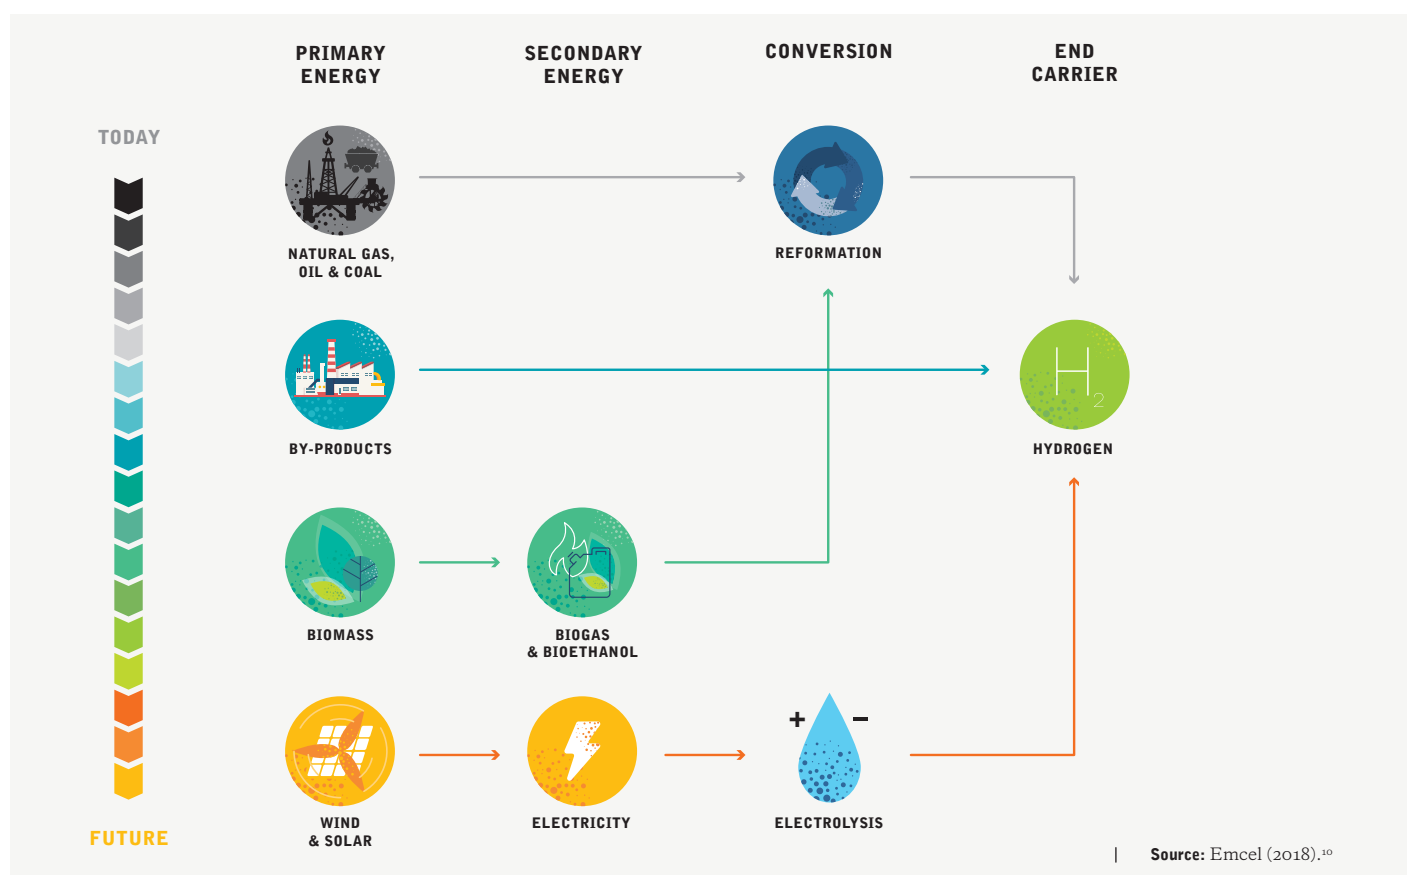 PRIMARY
ENERGY
SECONDARY
ENERGY
CONVERSION
END
CARRIER
TODAY
NATURAL GAS,
OIL & COAL
REFORMATION
H2
BY-PRODUCTS
HYDROGEN
BIOMASS
BIOGAS
& BIOETHANOL
+ −
WIND
& SOLAR
ELECTRICITY
ELECTROLYSIS
FUTURE
| Source: Emcel (2018).¹⁰